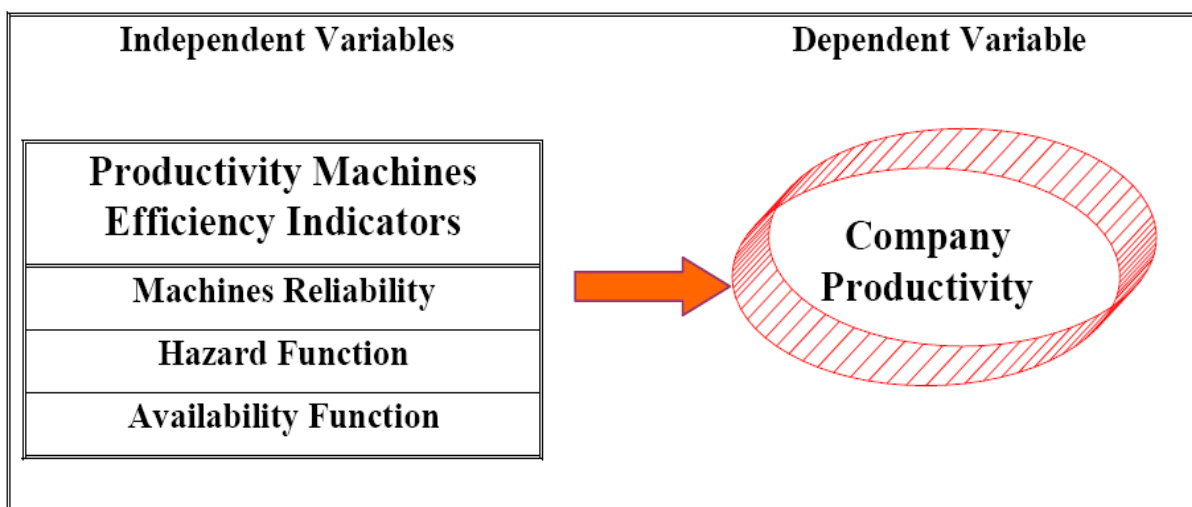 Independent Variables
Dependent Variable
Productivity Machines
Efficiency Indicators
Machines Reliability
Hazard Function
Availability Function
Company
Productivity